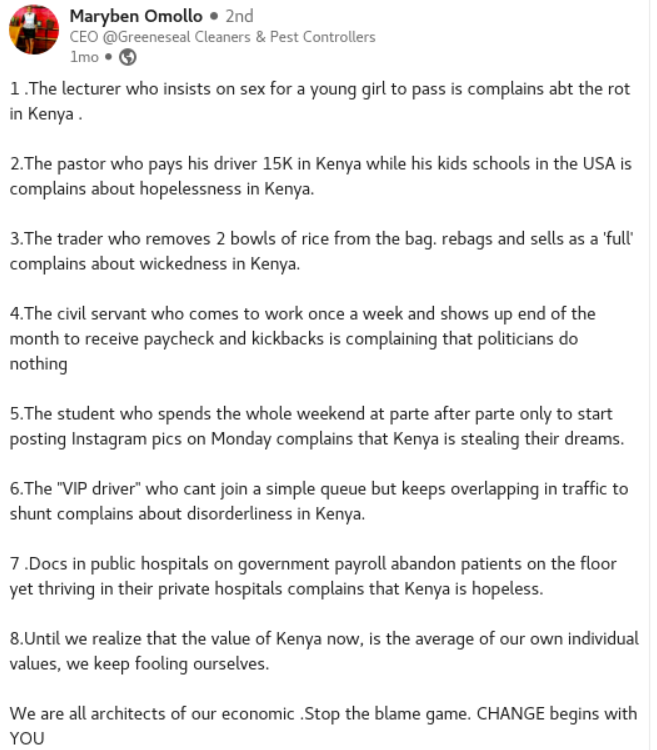 Maryben Omollo • 2nd
CEO @Greeneseal Cleaners & Pest Controllers
1mo •
1 .The lecturer who insists on sex for a young girl to pass is complains abt the rot
in Kenya .
2.The pastor who pays his driver 15K in Kenya while his kids schools in the USA is
complains about hopelessness in Kenya.
3.The trader who removes 2 bowls of rice from the bag. rebags and sells as a 'full'
complains about wickedness in Kenya.
4.The civil servant who comes to work once a week and shows up end of the
month to receive paycheck and kickbacks is complaining that politicians do
nothing
5.The student who spends the whole weekend at parte after parte only to start
posting Instagram pics on Monday complains that Kenya is stealing their dreams.
6.The "VIP driver" who cant join a simple queue but keeps overlapping in traffic to
shunt complains about disorderliness in Kenya.
7 .Docs in public hospitals on government payroll abandon patients on the floor
yet thriving in their private hospitals complains that Kenya is hopeless.
8.Until we realize that the value of Kenya now, is the average of our own individual
values, we keep fooling ourselves.
We are all architects of our economic .Stop the blame game. CHANGE begins with
YOU